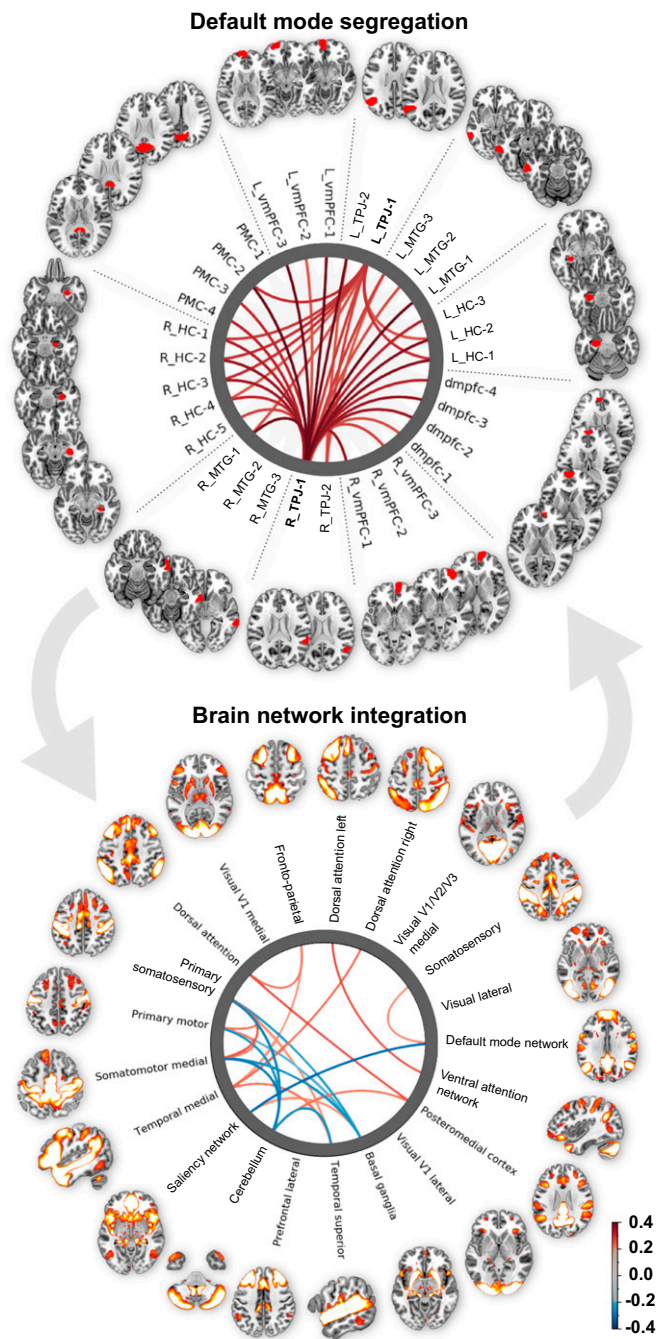 Default mode segregation
L_vmPFC-1
L_vmPFC-2
L_vmPFC-3
PMC-1
PMC-2
PMC-3
PMC-4
R_HC-1
R_HC-2
R_HC-3
R_HC-4
R_HC-5
R_MTG-1
R_MTG-2
R_MTG-3
R_TPJ-1
R_TPJ-2
R_vmPFC-1
R_vmPFC-2
R_vmPFC-3
dmpfc-1
dmpfc-2
dmpfc-3
dmpfc-4
L_HC-1
L_HC-2
L_HC-3
L_MTG-1
L_MTG-2
L_MTG-3
L_TPJ-1
L_TPJ-2
Brain network integration
Dorsal attention left
Fronto-parietal
Visual V1 medial
Dorsal attention
Primary
somatosensory
Primary motor
Somatomotor medial
Temporal medial
Saliency network
Cerebellum
Prefrontal lateral
Temporal superior
Basal ganglia
Visual V1 lateral
Posteromedial cortex
Ventral attention
network
Default mode network
Visual lateral
Somatosensory
Visual V1/V2/V3
medial
Dorsal attention right
0.4
0.2
0.0
-0.2
-0.4